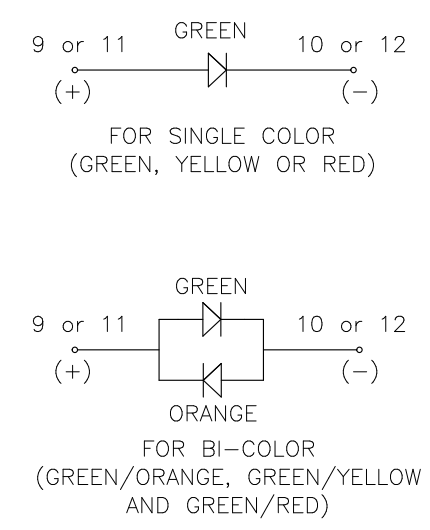 GREEN
9 or 11 10 or 12
(+) (−)
FOR SINGLE COLOR
(GREEN, YELLOW OR RED)
GREEN
9 or 11 10 or 12
(+) (−)
ORANGE
FOR BI−COLOR
(GREEN/ORANGE, GREEN/YELLOW
AND GREEN/RED)